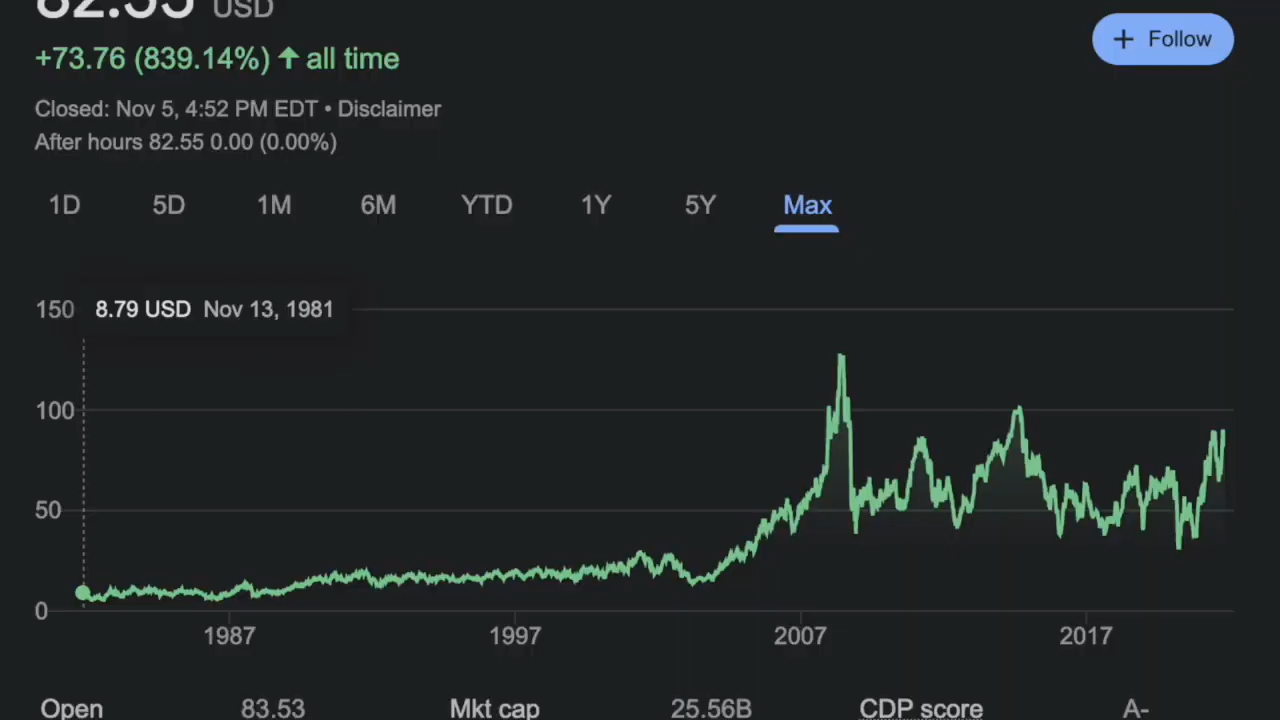 82.55 USD
+ Follow
+73.76 (839.14%) ↑ all time
Closed: Nov 5, 4:52 PM EDT • Disclaimer
After hours 82.55 0.00 (0.00%)
1D 5D 1M 6M YTD 1Y 5Y Max
150 8.79 USD Nov 13, 1981
100
50
0
1987 1997 2007 2017
Open 83.53 Mkt cap 25.56B CDP score A-